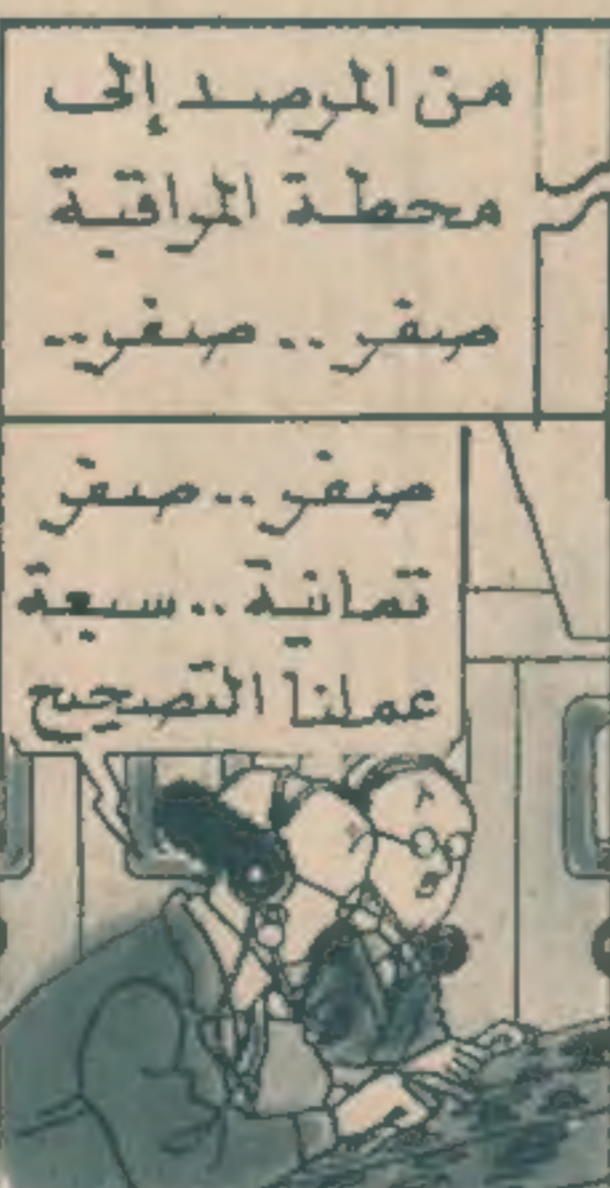 من المرصد إلى
محطة المراقبة
صفر .. صفر ..
صفر .. صفر
ثمانية .. سبعة
عملنا التصحيح